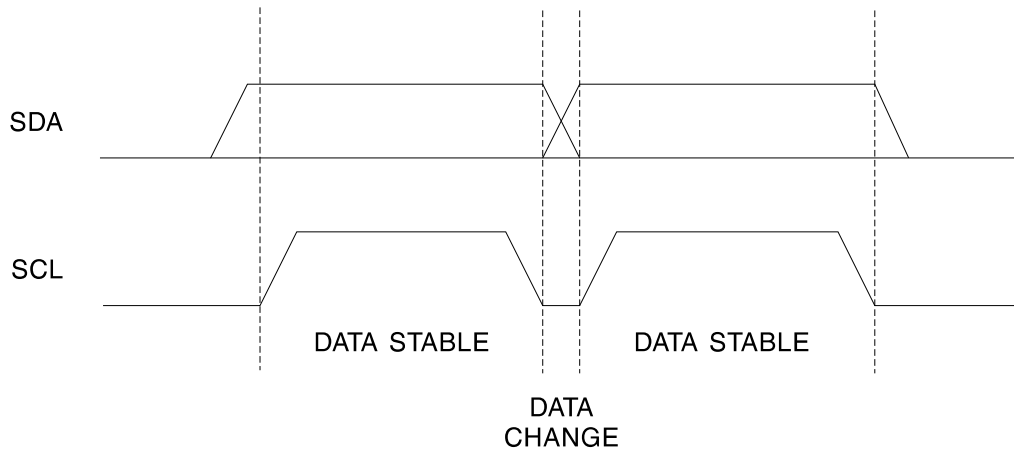 SDA
SCL
DATA STABLE
DATA STABLE
DATA
CHANGE